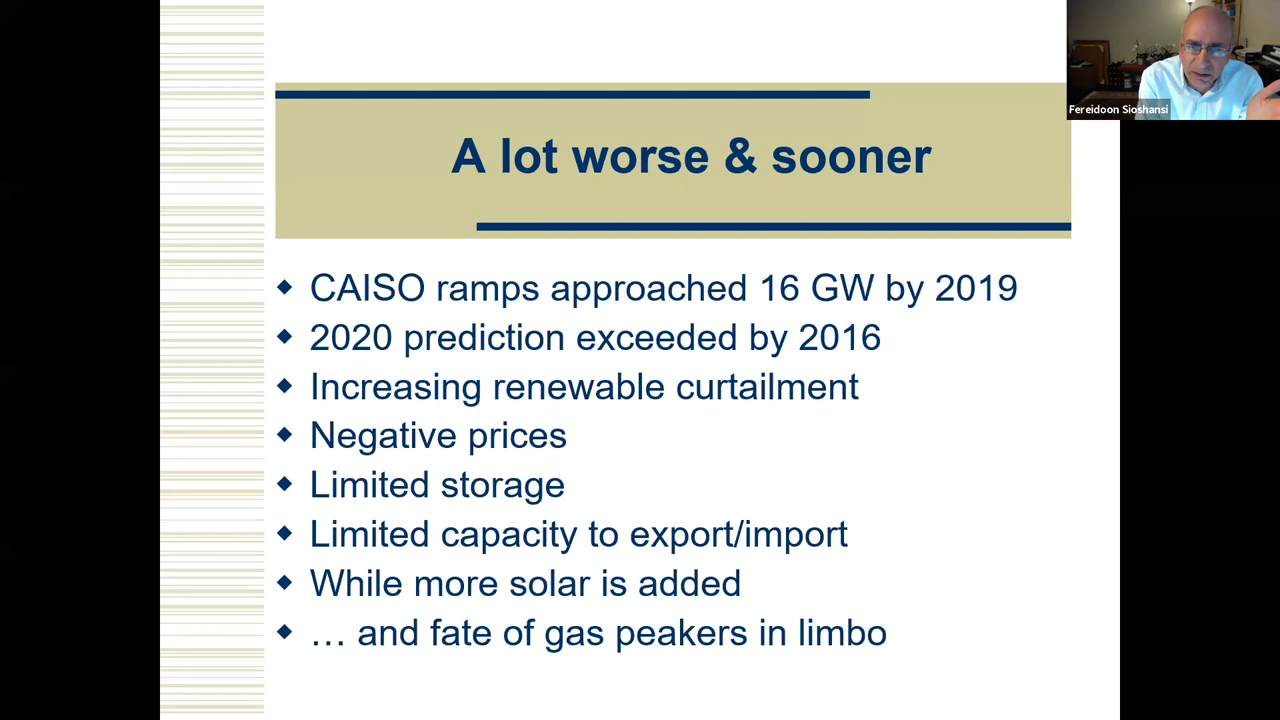 Fereidoon Sioshansi
A lot worse & sooner
CAISO ramps approached 16 GW by 2019
2020 prediction exceeded by 2016
Increasing renewable curtailment
Negative prices
Limited storage
Limited capacity to export/import
While more solar is added
… and fate of gas peakers in limbo